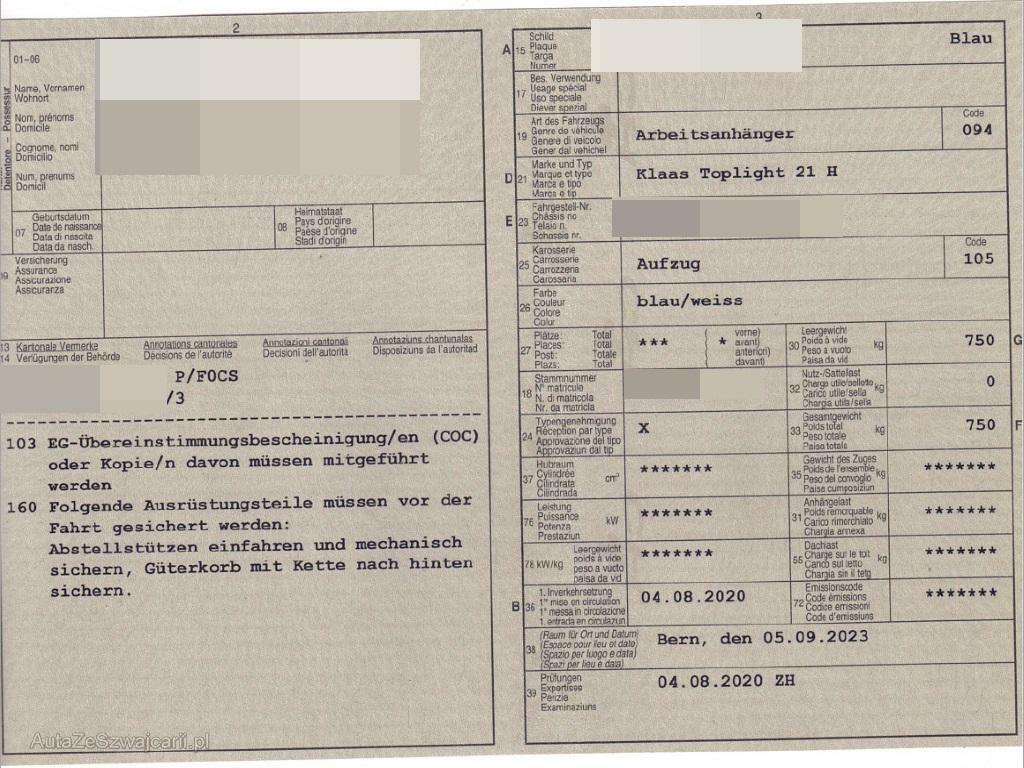 2
Detentore – Possessur
01-06
Name, Vornamen
Wohnort
Nom, prénoms
Domicile
Cognome, nomi
Domicilio
Num, prenums
Domicil
07 Geburtsdatum
Date de naissance
Data di nascita
Data da nasch.
08 Heimatstaat
Pays d'origine
Paese d'origine
Stadi d'origin
09 Versicherung
Assurance
Assicurazione
Assicuranza
13 Kantonale Vermerke Annotations cantonales Annotazioni cantonali Annotaziuns chantunalas
14 Verfügungen der Behörde Décisions de l'autorité Decisioni dell'autorità Disposiziuns da l'autoritad
P/F0CS
/3
103 EG-Übereinstimmungsbescheinigung/en (COC)
oder Kopie/n davon müssen mitgeführt
werden
160 Folgende Ausrüstungsteile müssen vor der
Fahrt gesichert werden:
Abstellstützen einfahren und mechanisch
sichern, Güterkorb mit Kette nach hinten
sichern.
AutaZeSzwajcarii.pl
3
A 15 Schild
Plaque
Targa
Numer
Blau
17 Bes. Verwendung
Usage spécial
Uso speciale
Diever spezial
19 Art des Fahrzeugs
Genre de véhicule
Genere di veicolo
Gener dal vehichel
Arbeitsanhänger
Code
094
D 21 Marke und Typ
Marque et type
Marca e tipo
Marca e tip
Klaas Toplight 21 H
E 23 Fahrgestell-Nr.
Châssis no
Telaio n.
Schassis nr.
25 Karosserie
Carrosserie
Carrozzeria
Carossaria
Aufzug
Code
105
26 Farbe
Couleur
Colore
Colur
blau/weiss
27 Plätze: Total
Places: Total
Posti: Totale
Plazs: Total
*** ( * vorne)
( avant)
( anteriori)
( davant)
30 Leergewicht
Poids à vide
Peso a vuoto
Paisa da vid
kg
750
G
18 Stammnummer
N° matricule
N. di matricola
Nr. da matricla
32 Nutz-/Sattellast
Charge utile/sellette
Carico utile/sella
Chargia utila/sella
kg
0
24 Typengenehmigung
Réception par type
Approvazione del tipo
Approvaziun dal tip
X
33 Gesamtgewicht
Poids total
Peso totale
Paisa totala
kg
750
F
37 Hubraum
Cylindrée
Cilindrata
Cilindrada
cm³
*******
35 Gewicht des Zuges
Poids de l'ensemble
Peso del convoglio
Paisa cumposiziun
kg
*******
76 Leistung
Puissance
Potenza
Prestaziun
kW
*******
31 Anhängelast
Poids remorquable
Carico rimorchiato
Chargia annexa
kg
*******
78 kW/kg
Leergewicht
poids à vide
peso a vuoto
paisa da vid
*******
55 Dachlast
Charge sur le toit
Carico sul tetto
Chargia sin il tetg
kg
*******
B 36 1. Inverkehrsetzung
1re mise en circulation
1a messa in circolazione
1. entrada en circulaziun
04.08.2020
72 Emissionscode
Code émissions
Codice emissioni
Code d'emissiuns
*******
38 (Raum für Ort und Datum)
(Espace pour lieu et date)
(Spazio per luogo e data)
(Spazi per lieu e data)
Bern, den 05.09.2023
39 Prüfungen
Expertises
Perizie
Examinaziuns
04.08.2020 ZH